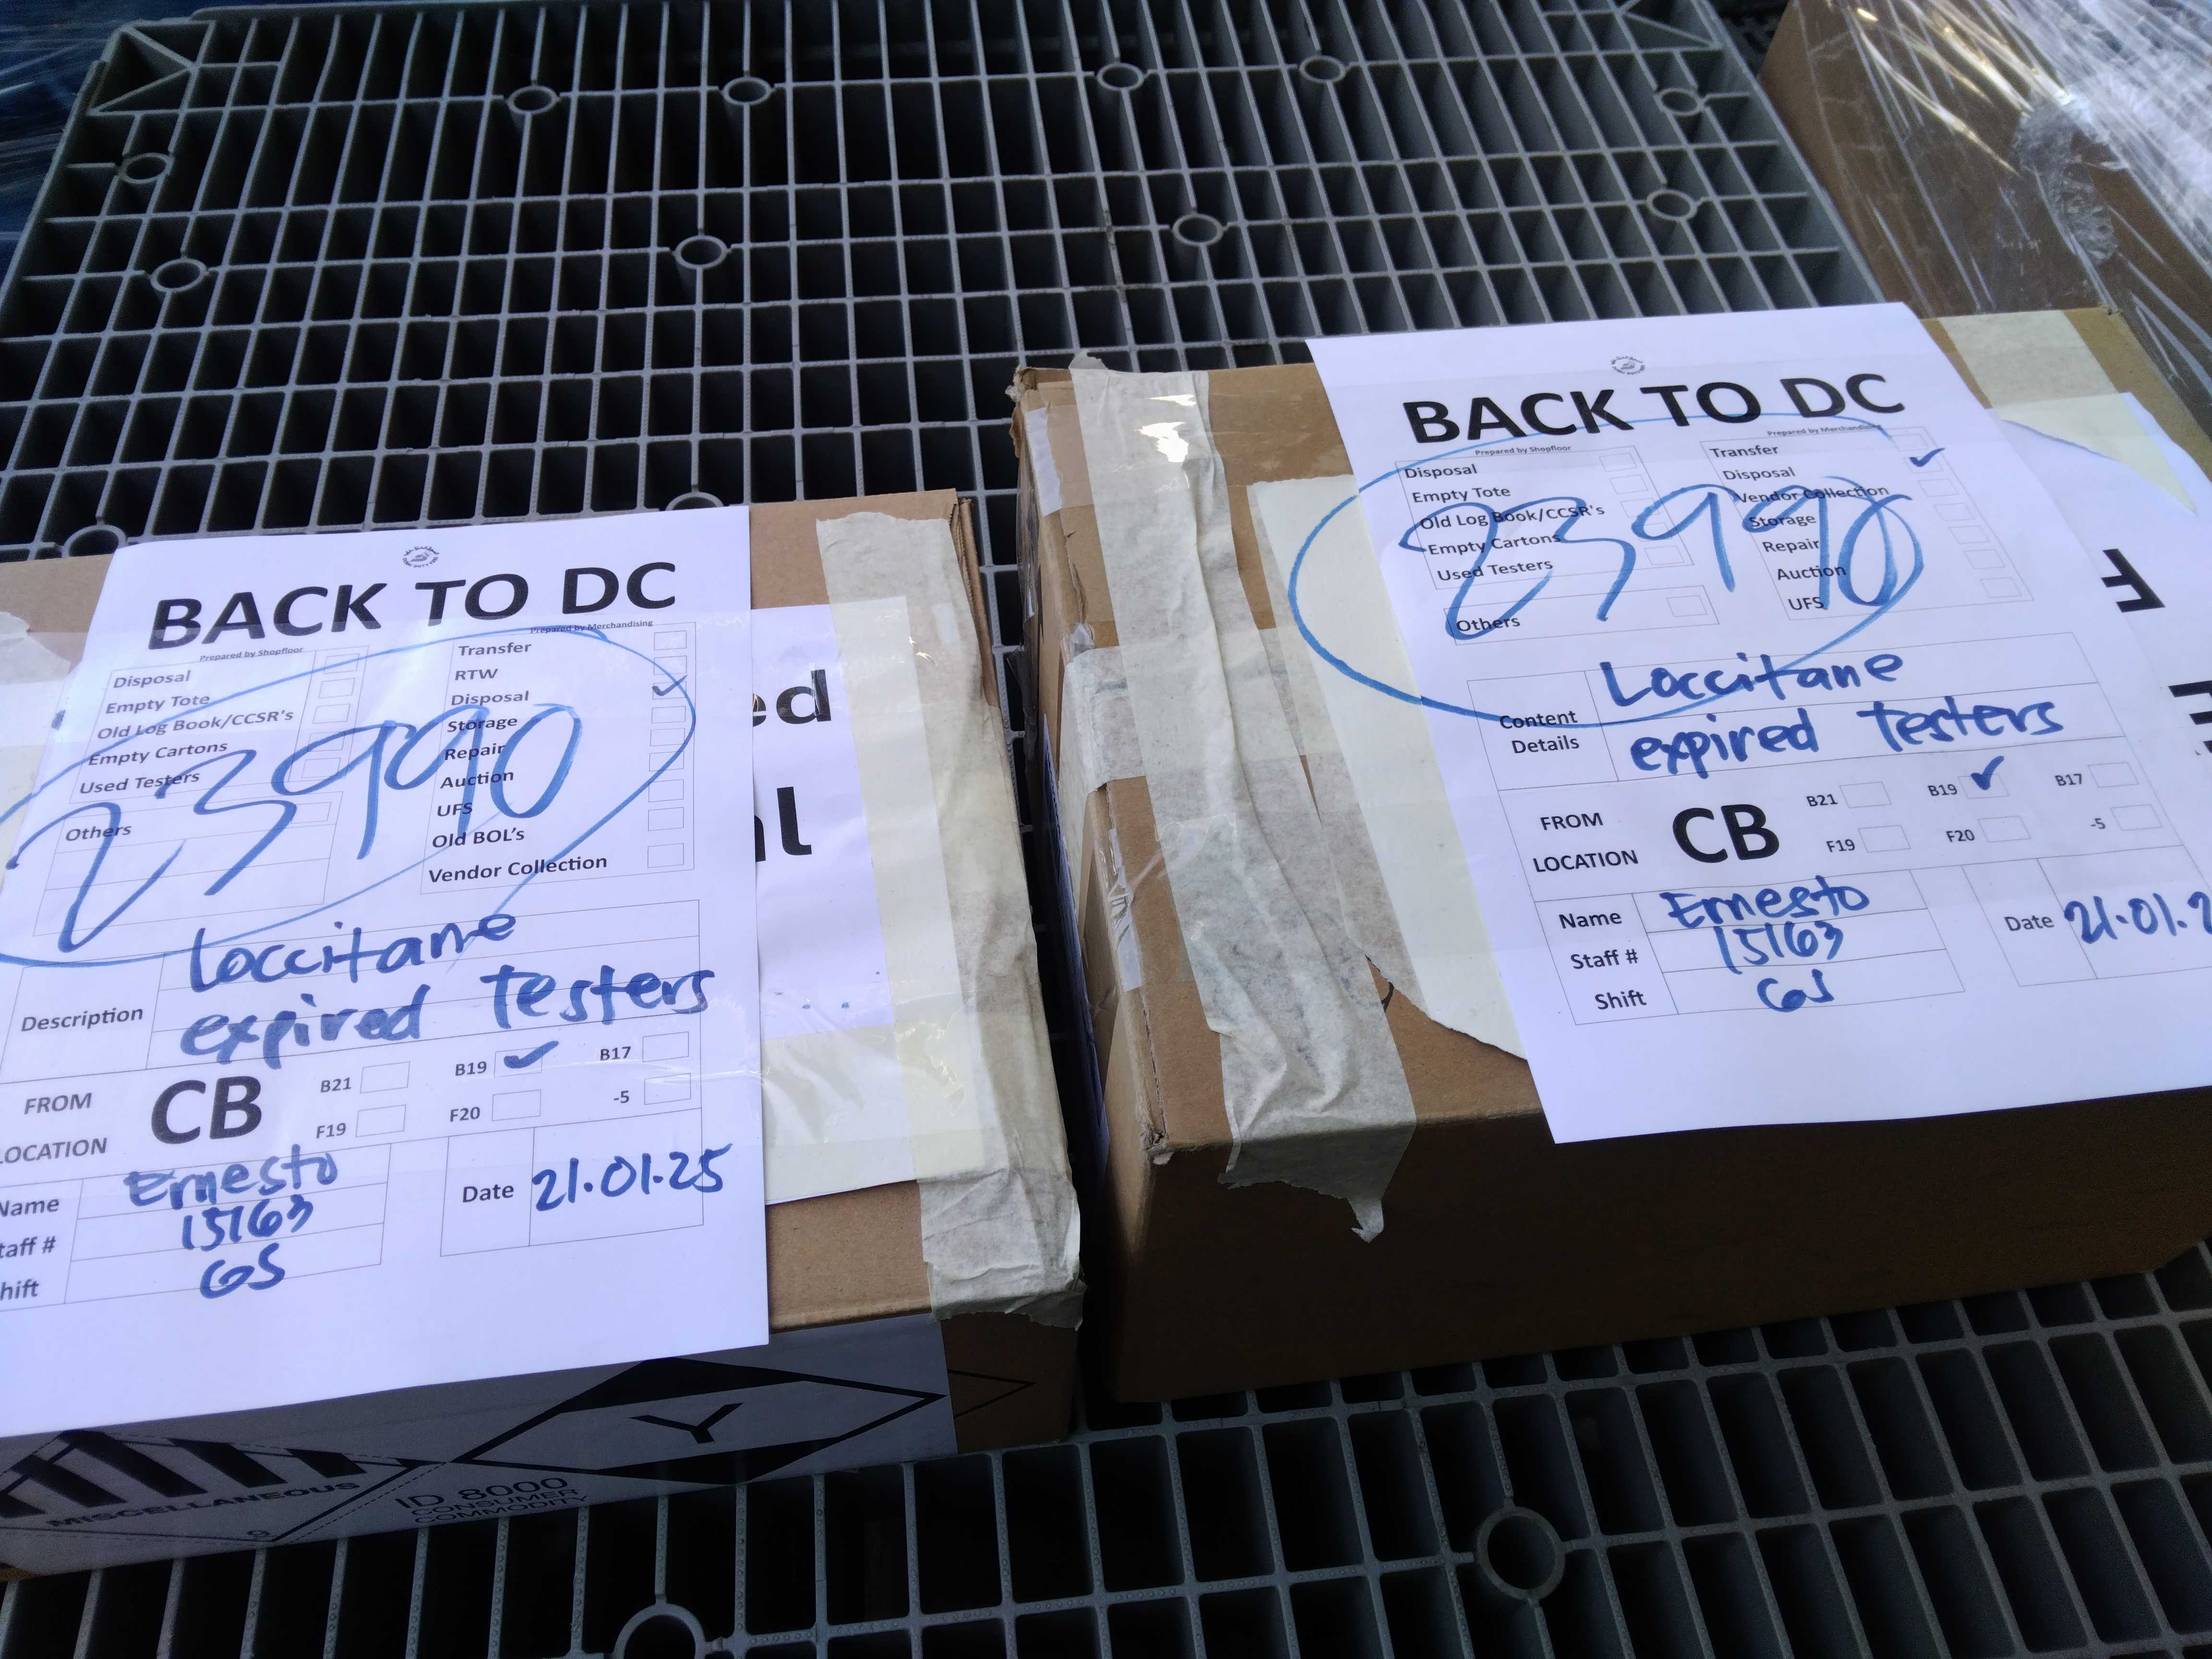 BACK TO DC
Prepared by Shopfloor
Prepared by Merchandising
Disposal
Empty Tote
Old Log Book/CCSR's
Empty Cartons
Used Testers
Others
Transfer
RTW
Disposal
Storage
Repair
Auction
UFS
Old BOL's
Vendor Collection
23990
Description
Loccitane
expired testers
FROM
LOCATION
CB
B21
B19
B17
F19
F20
-5
Name
Ernesto
Staff #
15163
Shift
GS
Date
21.01.25
MISCELLANEOUS
9
Y
ID 8000
CONSUMER
COMMODITY
BACK TO DC
Prepared by Shopfloor
Prepared by Merchandising
Disposal
Empty Tote
Old Log Book/CCSR's
Empty Cartons
Used Testers
Others
Transfer
Disposal
Vendor Collection
Storage
Repair
Auction
UFS
23990
Content
Details
Loccitane
expired testers
FROM
LOCATION
CB
B21
B19
B17
F19
F20
-5
Name
Ernesto
Staff #
15163
Shift
GS
Date
21.01.2